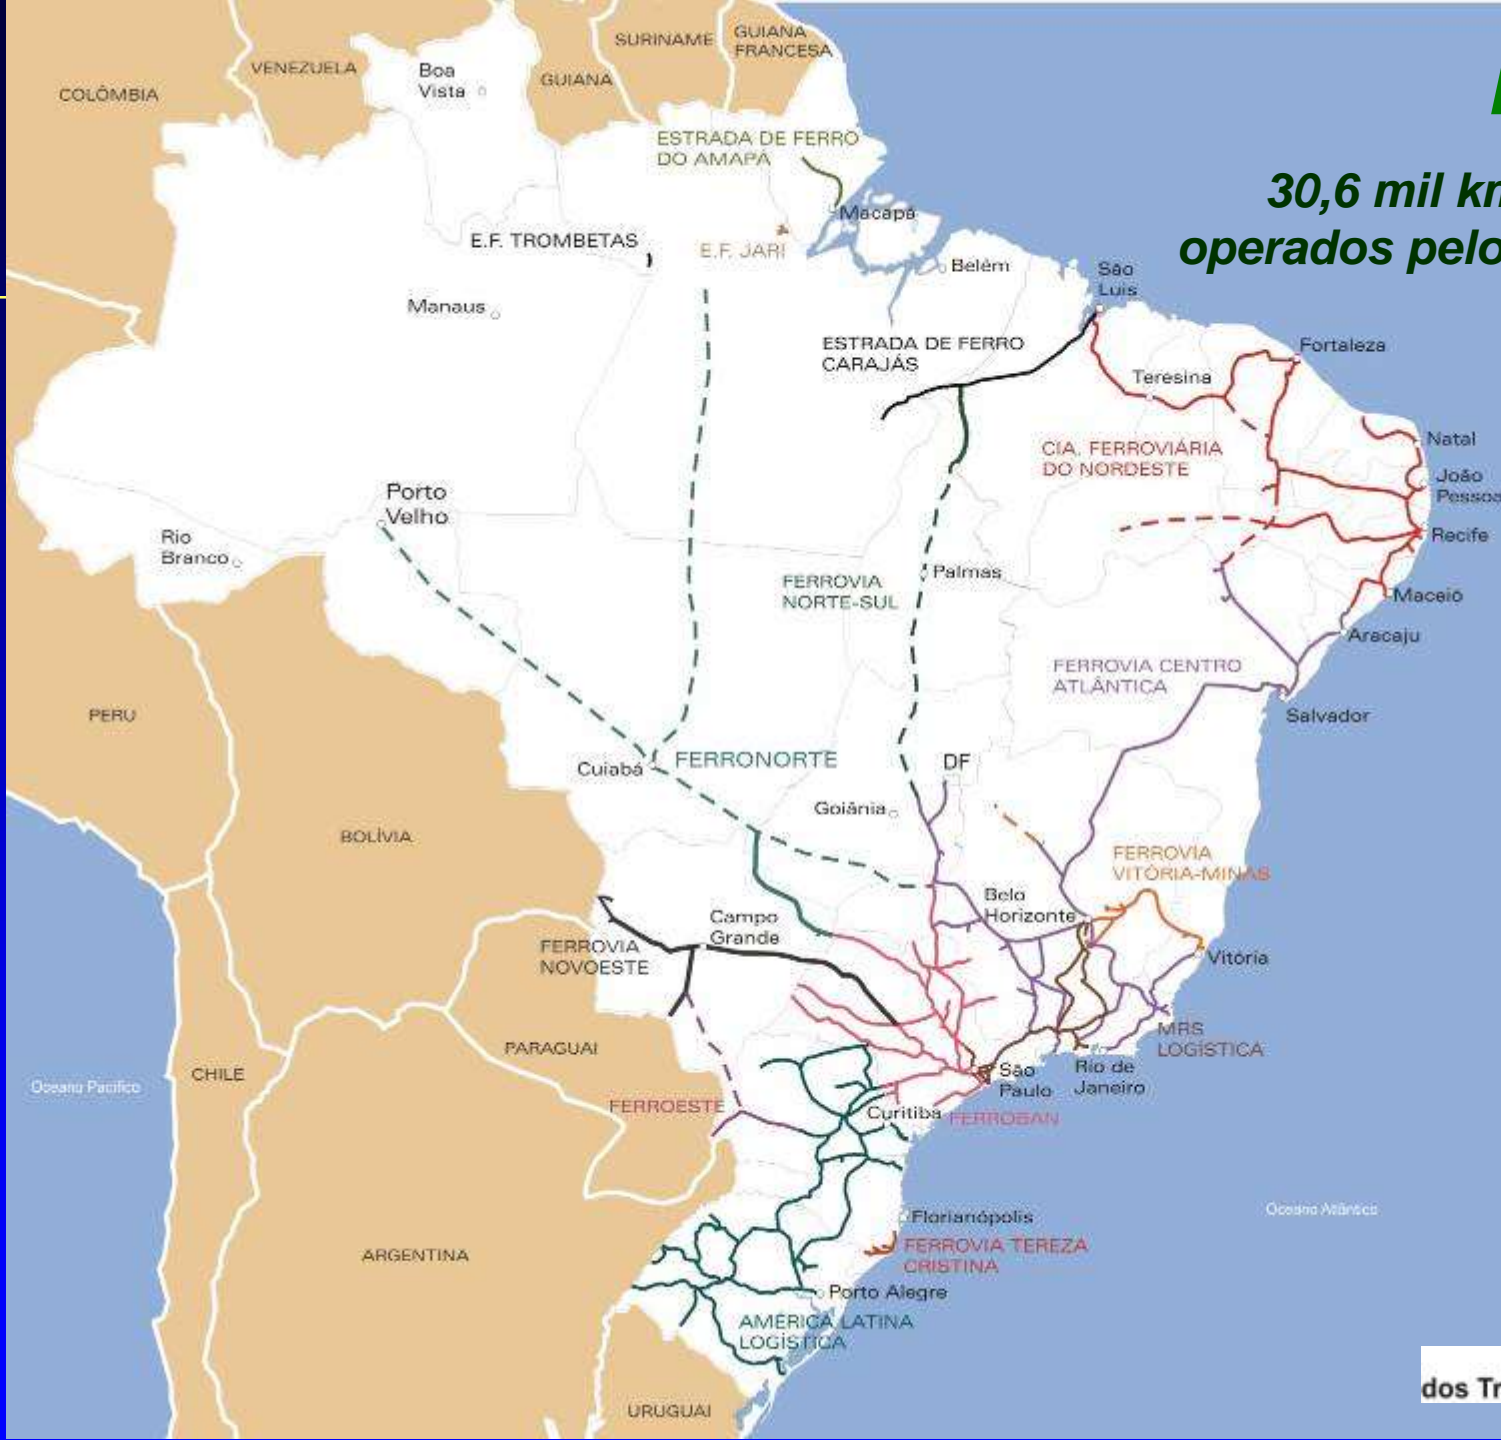 SURINAME
GUIANA
FRANCESA
VENEZUELA
Boa
Vista
GUIANA
COLÔMBIA
ESTRADA DE FERRO
DO AMAPÁ
30,6 mil km
operados pelo
Macapá
E.F. TROMBETAS
E.F. JARI
Belém
São
Luis
Manaus
ESTRADA DE FERRO
CARAJÁS
Fortaleza
Teresina
CIA. FERROVIÁRIA
DO NORDESTE
Natal
João
Pessoa
Porto
Velho
Rio
Branco
Recife
Palmas
FERROVIA
NORTE-SUL
Maceió
Aracaju
FERROVIA CENTRO
ATLÂNTICA
PERU
Salvador
Cuiabá
FERRONORTE
DF
Goiânia
BOLÍVIA
FERROVIA
VITÓRIA-MINAS
Belo
Horizonte
Campo
Grande
FERROVIA
NOVOESTE
Vitória
MRS
LOGÍSTICA
PARAGUAI
CHILE
Oceano Pacífico
São
Paulo
Rio de
Janeiro
FERROESTE
Curitiba
FERROBAN
Oceano Atlântico
Florianópolis
FERROVIA TEREZA
CRISTINA
ARGENTINA
Porto Alegre
AMÉRICA LATINA
LOGÍSTICA
dos Tr
URUGUAI